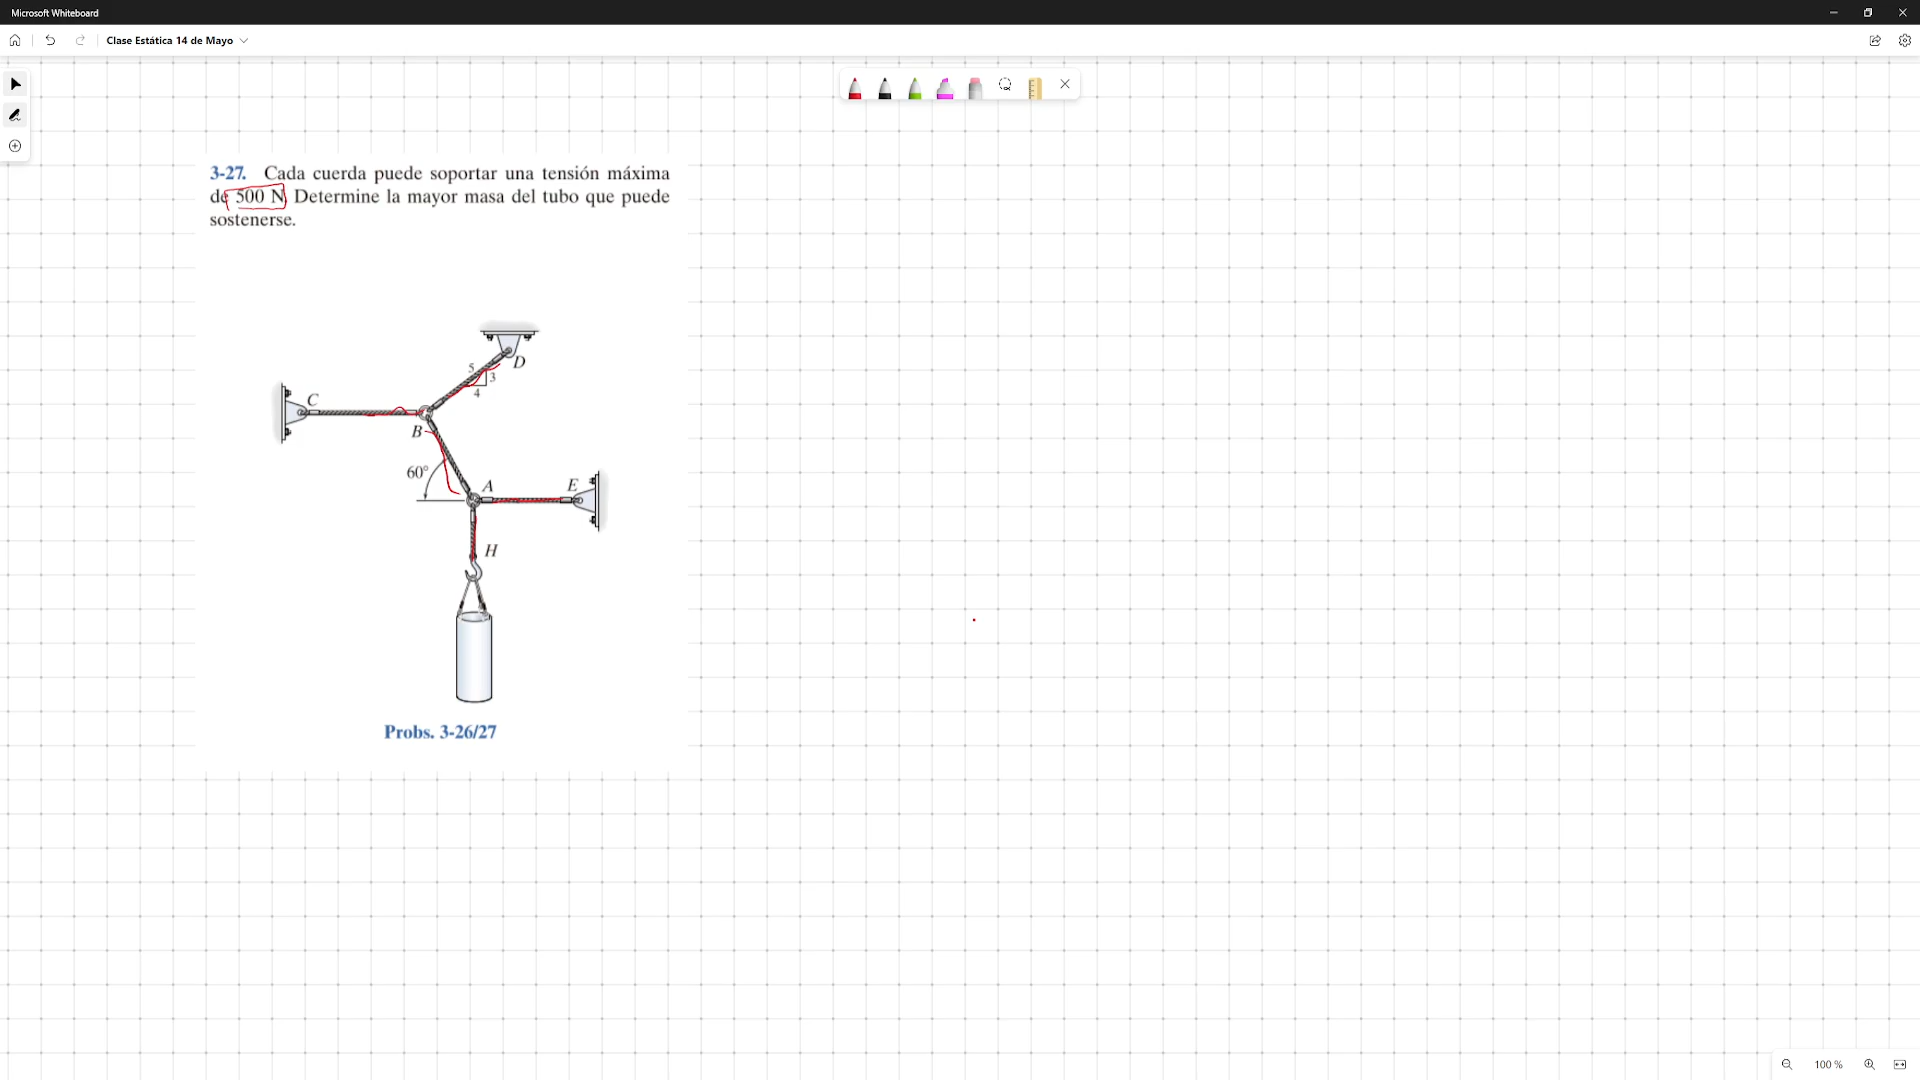 Microsoft Whiteboard
Clase Estática 14 de Mayo
3-27. Cada cuerda puede soportar una tensión máxima
de 500 N. Determine la mayor masa del tubo que puede
sostenerse.
D
5
3
4
C
B
60°
A
E
H
Probs. 3-26/27
100 %